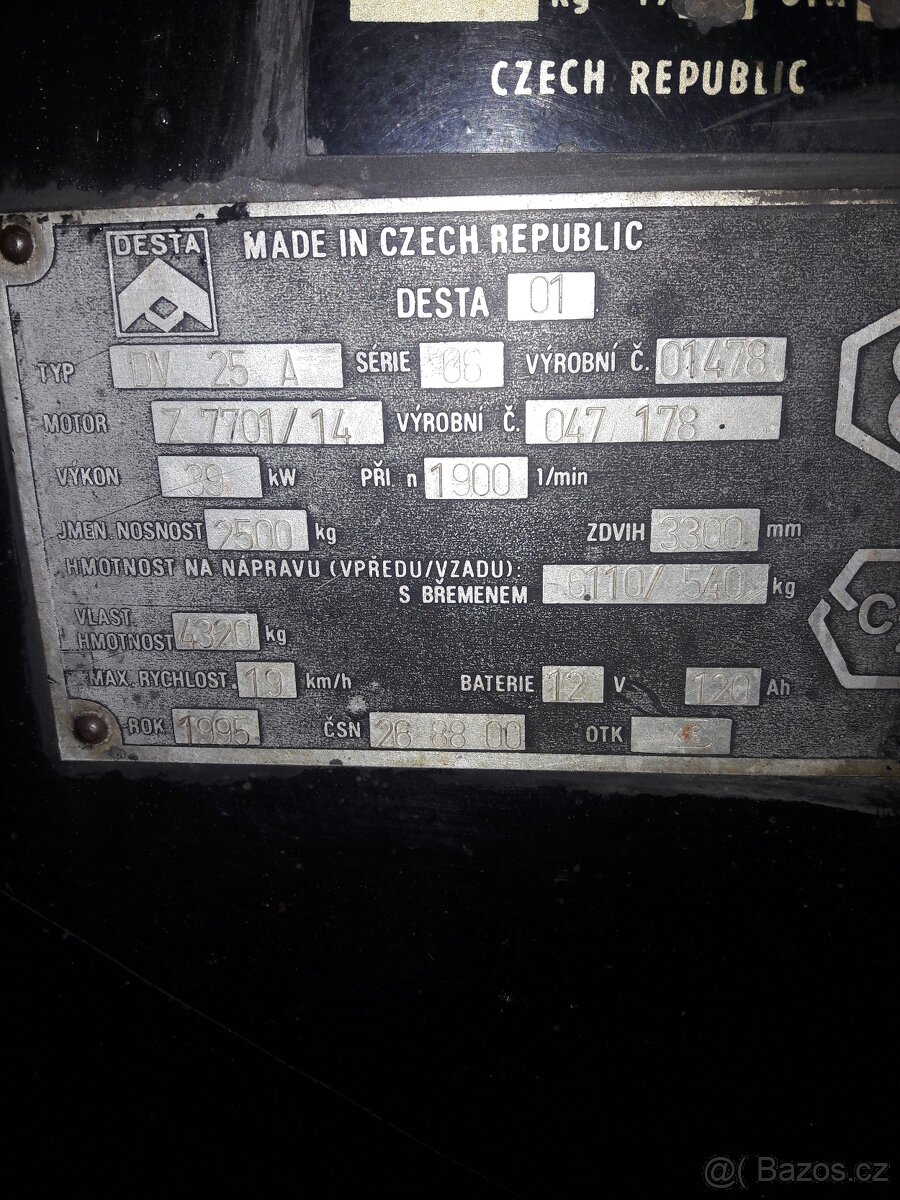 kg
CZECH REPUBLIC
DESTA MADE IN CZECH REPUBLIC
DESTA 01
TYP DV 25 A SÉRIE 06 VÝROBNÍ Č. 01478
MOTOR Z 7701/14 VÝROBNÍ Č. 047 178
VÝKON 39 kW PŘI n 1900 1/min
JMEN. NOSNOST 2500 kg ZDVIH 3300 mm
HMOTNOST NA NÁPRAVU (VPŘEDU/VZADU):
S BŘEMENEM 6110/ 540 kg
VLAST.
HMOTNOST 4320 kg
MAX. RYCHLOST. 19 km/h BATERIE 12 V 120 Ah
ROK 1995 ČSN 26 88 00 OTK
@ Bazos.cz